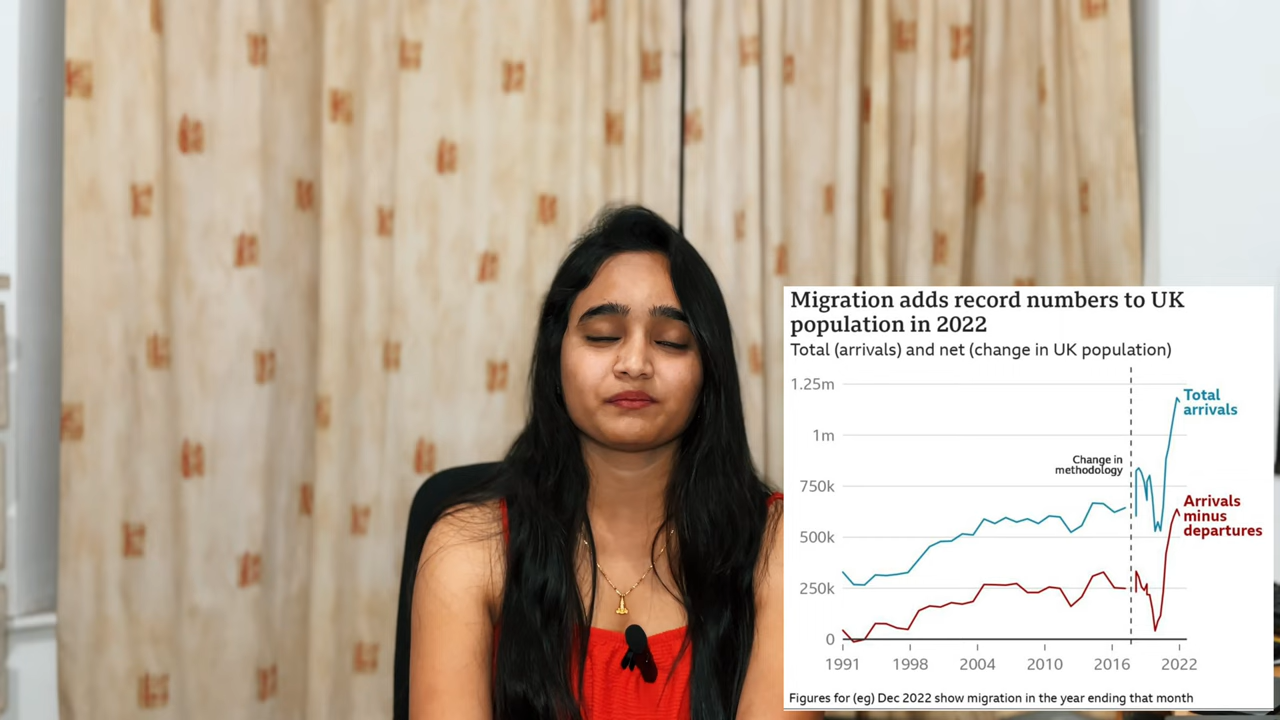 Migration adds record numbers to UK
population in 2022
Total (arrivals) and net (change in UK population)
1.25m
Total
arrivals
1m
Change in
methodology
750k
Arrivals
minus
departures
500k
250k
0
1991 1998 2004 2010 2016 2022
Figures for (eg) Dec 2022 show migration in the year ending that month